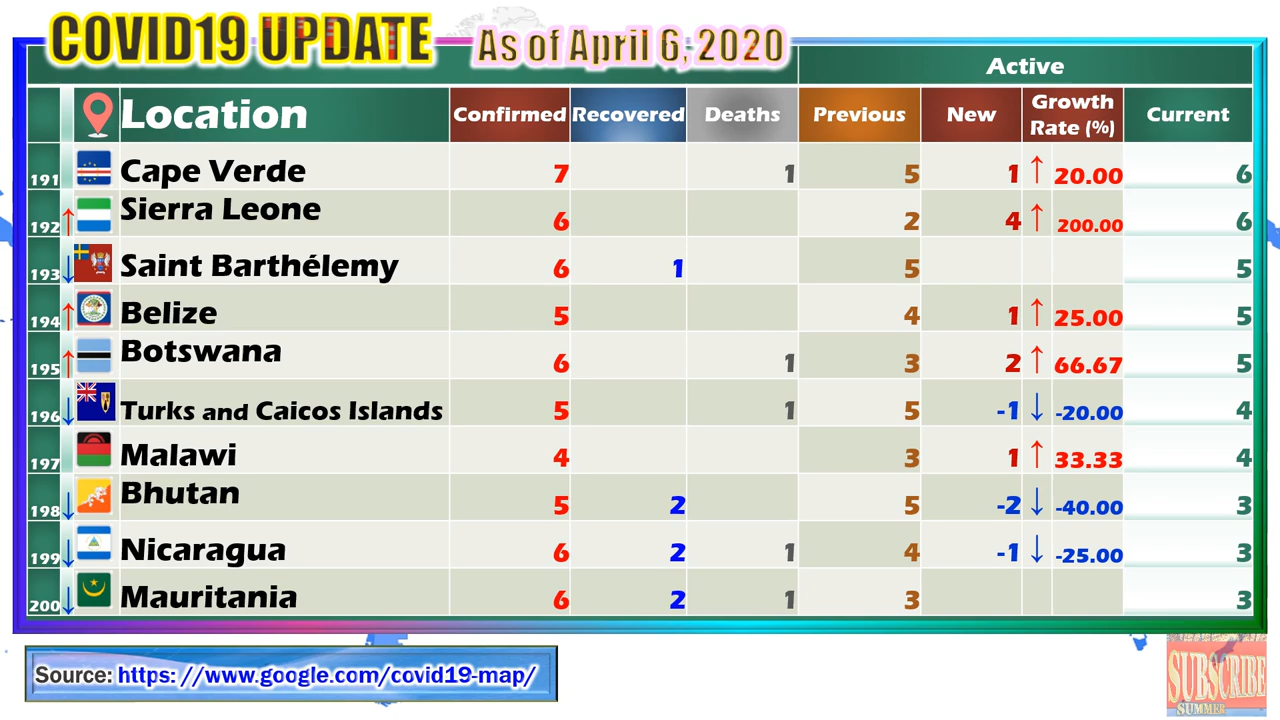 COVID19 UPDATE As of April 6, 2020
Active
Location Confirmed Recovered Deaths Previous New Growth Rate (%) Current
191 Cape Verde 7 1 5 1 ↑ 20.00 6
192 ↑ Sierra Leone 6 2 4 ↑ 200.00 6
193 ↓ Saint Barthélemy 6 1 5 5
194 ↑ Belize 5 4 1 ↑ 25.00 5
195 ↑ Botswana 6 1 3 2 ↑ 66.67 5
196 ↓ Turks and Caicos Islands 5 1 5 -1 ↓ -20.00 4
197 Malawi 4 3 1 ↑ 33.33 4
198 ↓ Bhutan 5 2 5 -2 ↓ -40.00 3
199 ↓ Nicaragua 6 2 1 4 -1 ↓ -25.00 3
200 ↓ Mauritania 6 2 1 3 3
Source: https: //www.google.com/covid19-map/
SUBSCRIBE
SUMMER